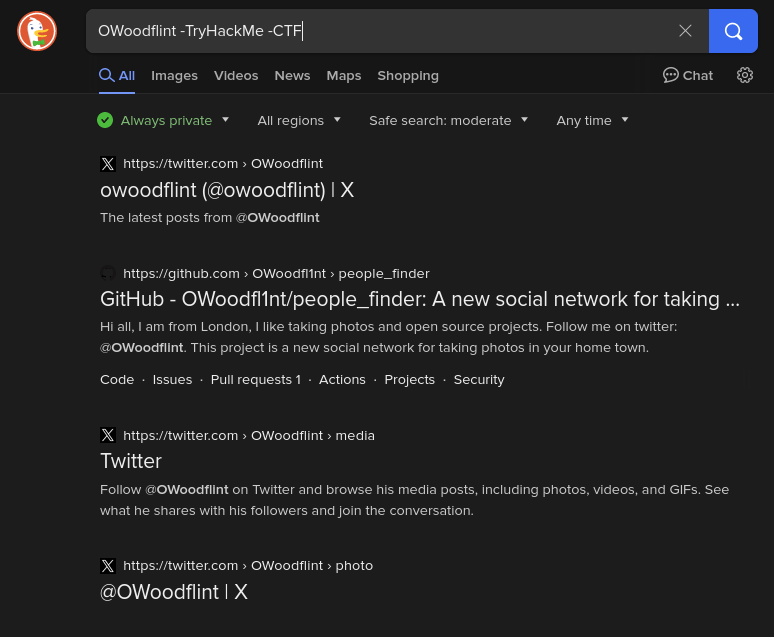 OWoodflint -TryHackMe -CTF
All Images Videos News Maps Shopping Chat
Always private All regions Safe search: moderate Any time
https://twitter.com › OWoodflint
owoodflint (@owoodflint) | X
The latest posts from @OWoodflint
https://github.com › OWoodfl1nt › people_finder
GitHub - OWoodfl1nt/people_finder: A new social network for taking ...
Hi all, I am from London, I like taking photos and open source projects. Follow me on twitter:
@OWoodflint. This project is a new social network for taking photos in your home town.
Code · Issues · Pull requests 1 · Actions · Projects · Security
https://twitter.com › OWoodflint › media
Twitter
Follow @OWoodflint on Twitter and browse his media posts, including photos, videos, and GIFs. See
what he shares with his followers and join the conversation.
https://twitter.com › OWoodflint › photo
@OWoodflint | X